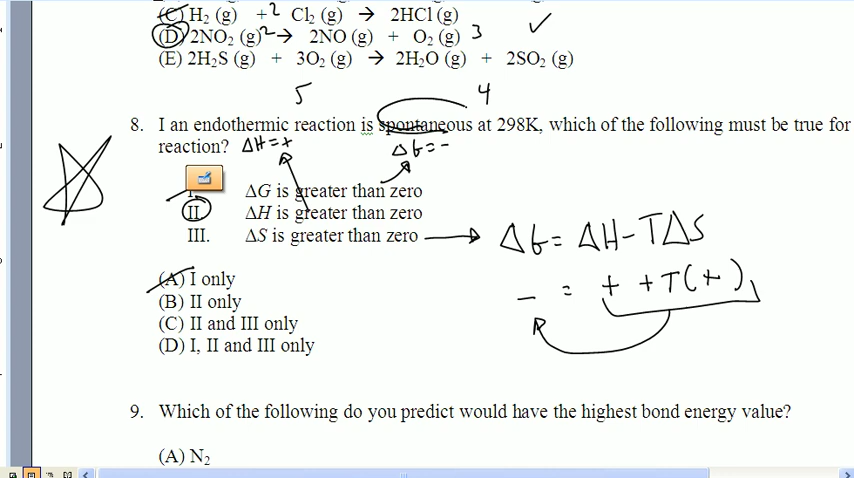 (C) H₂ (g) +2 Cl₂ (g) → 2HCl (g)
(D) 2NO₂ (g) 2→ 2NO (g) + O₂ (g) 3 ✓
(E) 2H₂S (g) + 3O₂ (g) → 2H₂O (g) + 2SO₂ (g)
5 4
8. I an endothermic reaction is spontaneous at 298K, which of the following must be true for
reaction? ΔH=+ ΔG=-
I. ΔG is greater than zero
II ΔH is greater than zero
III. ΔS is greater than zero → ΔG = ΔH-TΔS
- = + +T(+)
(A) I only
(B) II only
(C) II and III only
(D) I, II and III only
9. Which of the following do you predict would have the highest bond energy value?
(A) N₂